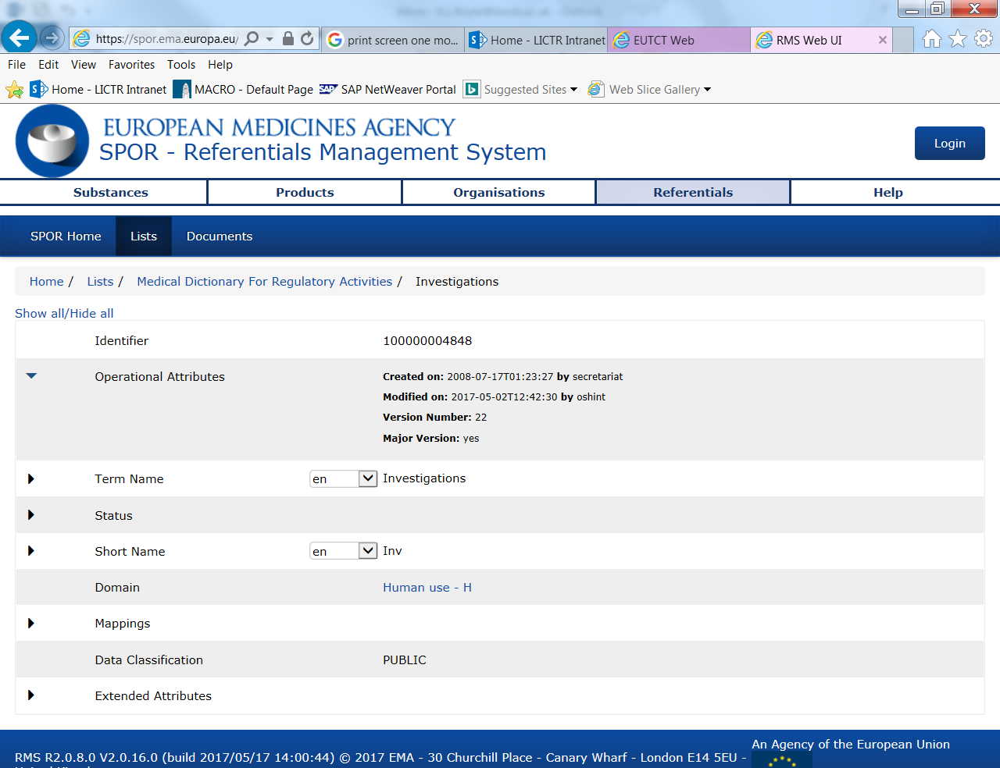 https://spor.ema.europa.eu/
print screen one mo...
Home - LICTR Intranet
EUTCT Web
RMS Web UI
File Edit View Favorites Tools Help
Home - LICTR Intranet MACRO - Default Page SAP NetWeaver Portal Suggested Sites Web Slice Gallery
EUROPEAN MEDICINES AGENCY
SPOR - Referentials Management System
Login
Substances Products Organisations Referentials Help
SPOR Home Lists Documents
Home / Lists / Medical Dictionary For Regulatory Activities / Investigations
Show all/Hide all
Identifier 100000004848
Operational Attributes Created on: 2008-07-17T01:23:27 by secretariat
Modified on: 2017-05-02T12:42:30 by oshint
Version Number: 22
Major Version: yes
Term Name en Investigations
Status
Short Name en Inv
Domain Human use - H
Mappings
Data Classification PUBLIC
Extended Attributes
An Agency of the European Union
RMS R2.0.8.0 V2.0.16.0 (build 2017/05/17 14:00:44) © 2017 EMA - 30 Churchill Place - Canary Wharf - London E14 5EU -